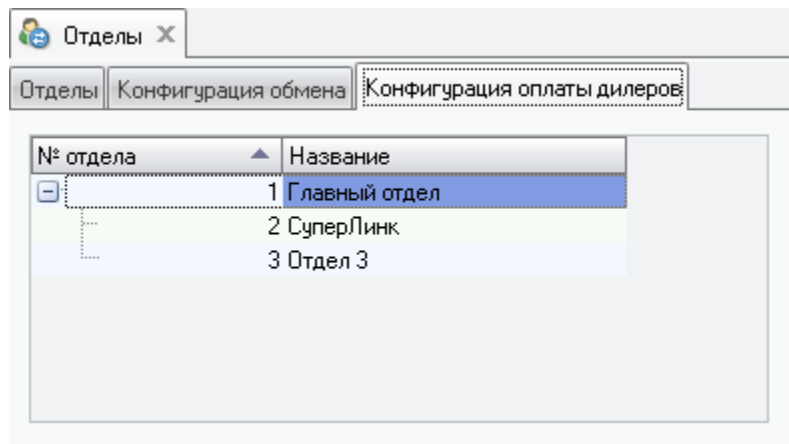 Отделы
Отделы Конфигурация обмена Конфигурация оплаты дилеров
№ отдела Название
1 Главный отдел
2 СуперЛинк
3 Отдел 3